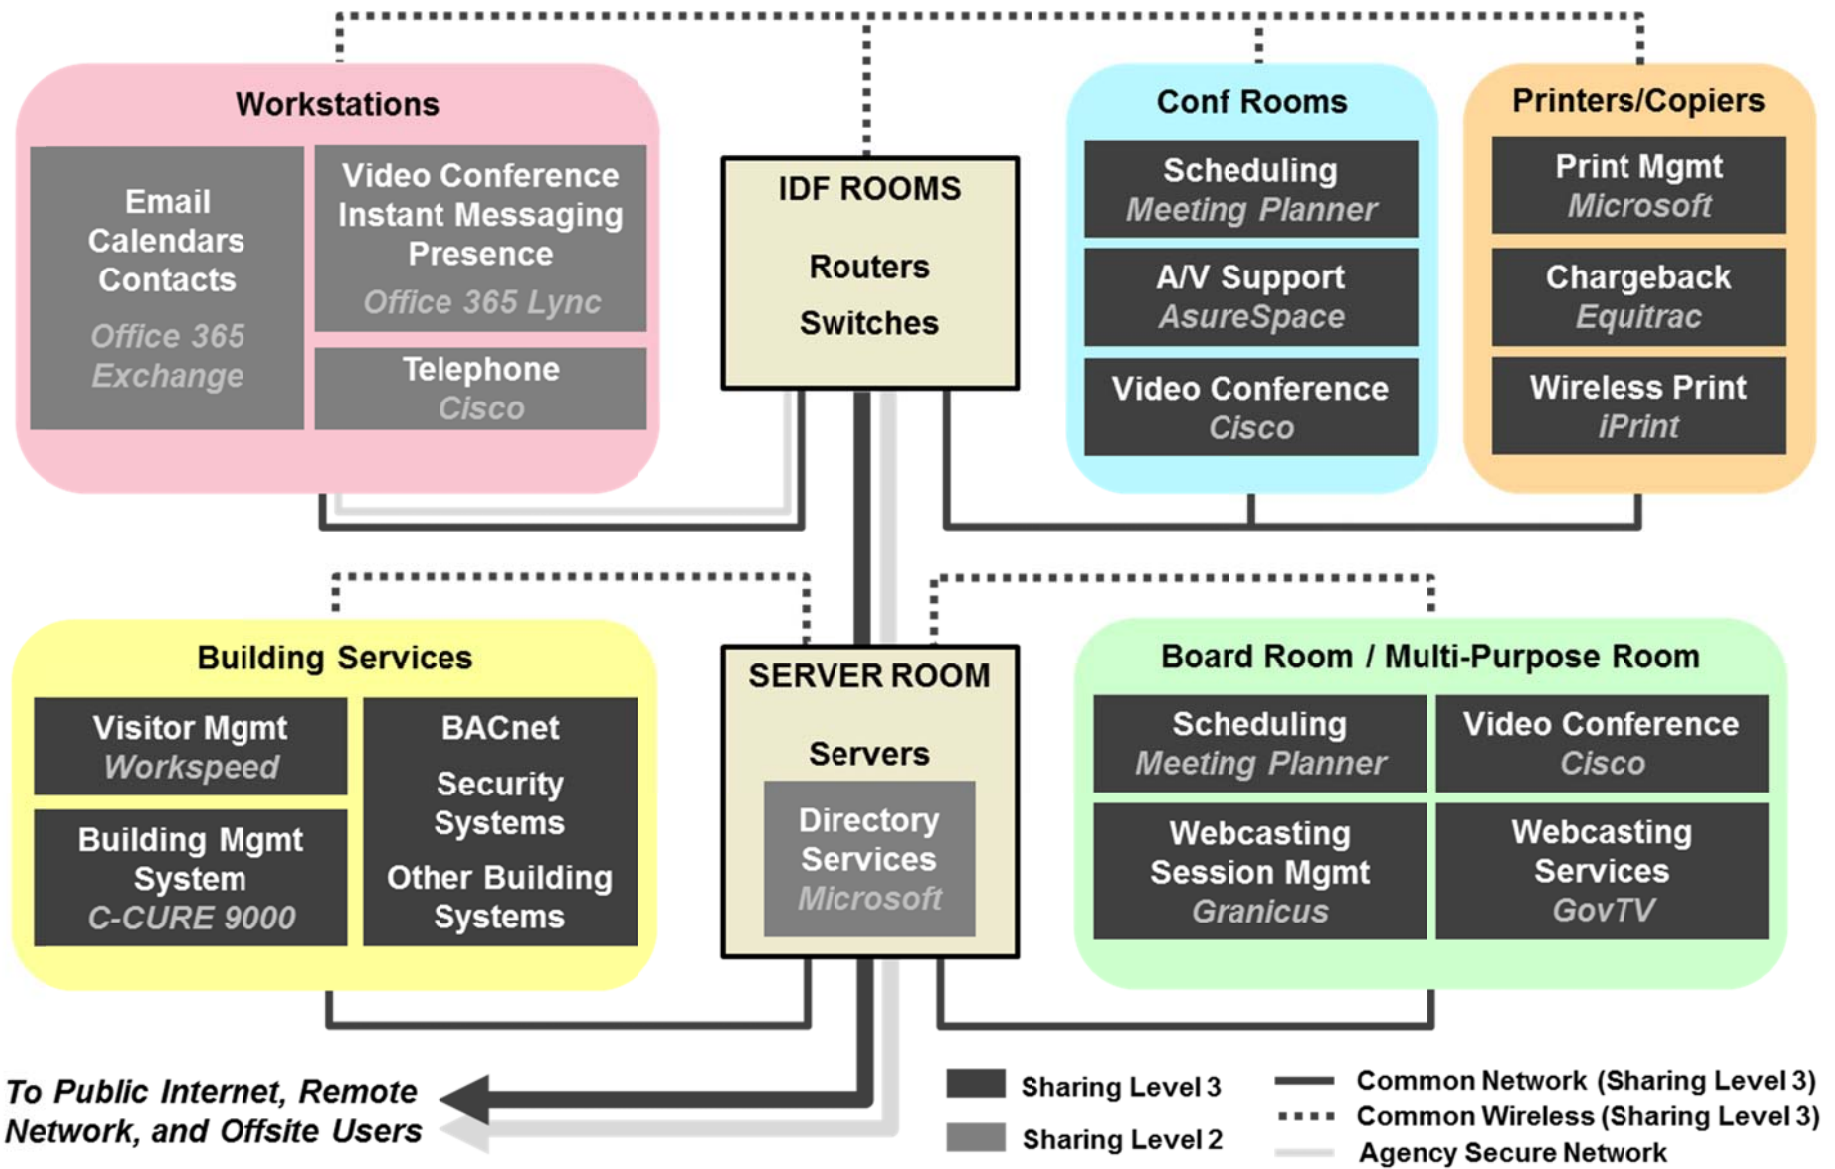 Workstations
Email
Calendars
Contacts
Office 365
Exchange
Video Conference
Instant Messaging
Presence
Office 365 Lync
Telephone
Cisco
IDF ROOMS
Routers
Switches
Conf Rooms
Scheduling
Meeting Planner
A/V Support
AsureSpace
Video Conference
Cisco
Printers/Copiers
Print Mgmt
Microsoft
Chargeback
Equitrac
Wireless Print
iPrint
Building Services
Visitor Mgmt
Workspeed
Building Mgmt
System
C-CURE 9000
BACnet
Security
Systems
Other Building
Systems
SERVER ROOM
Servers
Directory
Services
Microsoft
Board Room / Multi-Purpose Room
Scheduling
Meeting Planner
Video Conference
Cisco
Webcasting
Session Mgmt
Granicus
Webcasting
Services
GovTV
To Public Internet, Remote
Network, and Offsite Users
Sharing Level 3
Sharing Level 2
Common Network (Sharing Level 3)
Common Wireless (Sharing Level 3)
Agency Secure Network